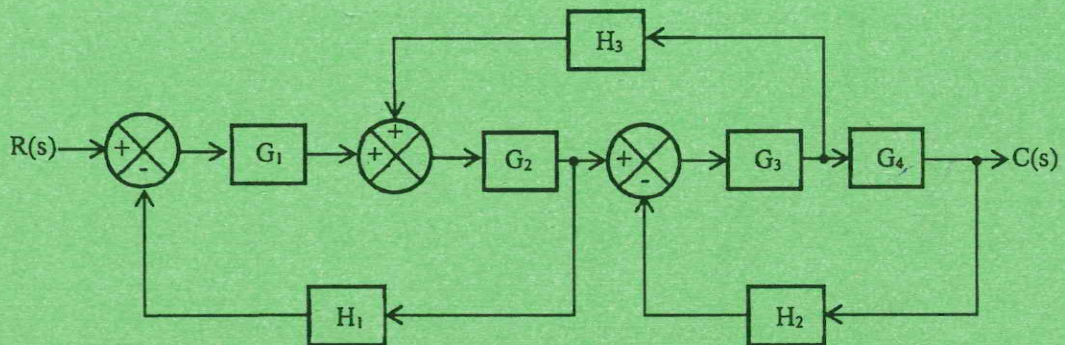 H₃
R(s) + - G₁ + + G₂ + - G₃ G₄ C(s)
H₁ H₂